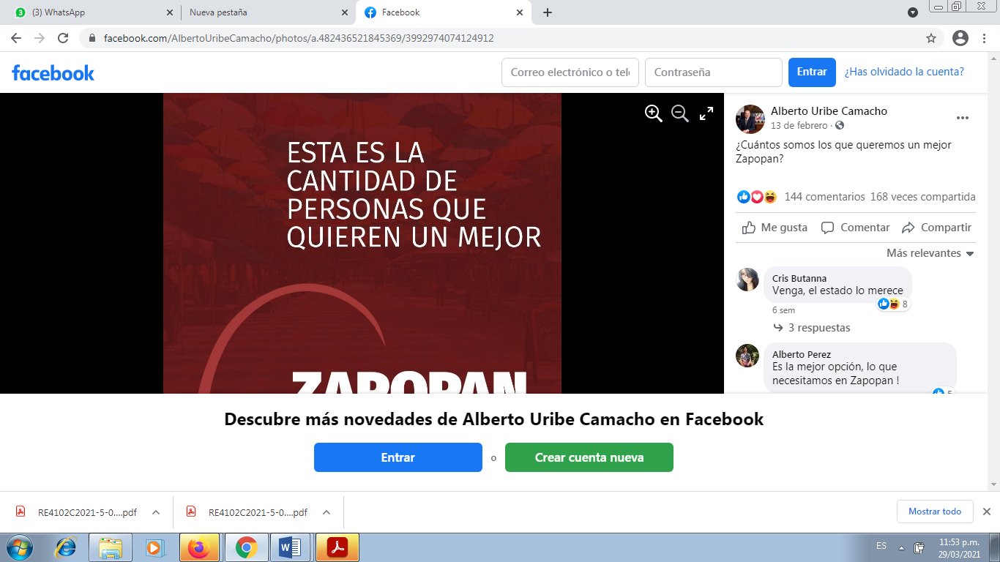 (3) WhatsApp
Nueva pestaña
Facebook
facebook.com/AlbertoUribeCamacho/photos/a.482436521845369/3992974074124912
facebook
Correo electrónico o telé
Contraseña
Entrar
¿Has olvidado la cuenta?
ESTA ES LA
CANTIDAD DE
PERSONAS QUE
QUIEREN UN MEJOR
ZAPOPAN
Alberto Uribe Camacho
13 de febrero ·
¿Cuántos somos los que queremos un mejor
Zapopan?
144 comentarios 168 veces compartida
Me gusta
Comentar
Compartir
Más relevantes
Cris Butanna
Venga, el estado lo merece
8
6 sem
3 respuestas
Alberto Perez
Es la mejor opción, lo que
necesitamos en Zapopan !
5
Descubre más novedades de Alberto Uribe Camacho en Facebook
Entrar
o
Crear cuenta nueva
RE4102C2021-5-0....pdf
RE4102C2021-5-0....pdf
Mostrar todo
ES
11:53 p.m.
29/03/2021